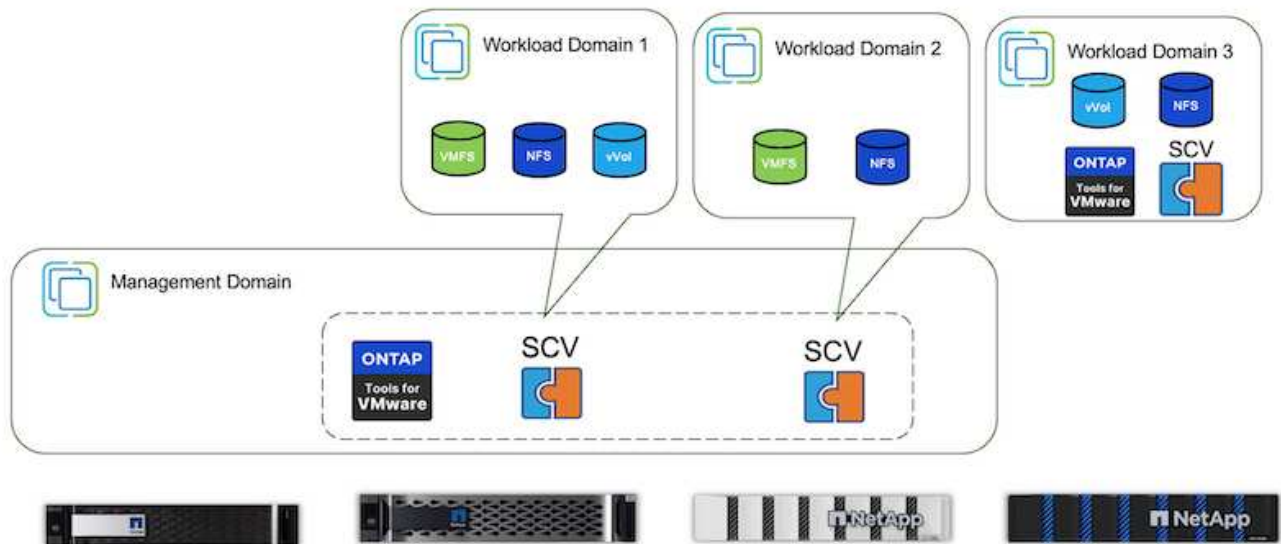 Workload Domain 1
VMFS
NFS
vVol
Workload Domain 2
VMFS
NFS
Workload Domain 3
vVol
NFS
ONTAP
Tools for
VMware
SCV
Management Domain
ONTAP
Tools for
VMware
SCV
SCV
NetApp
NetApp